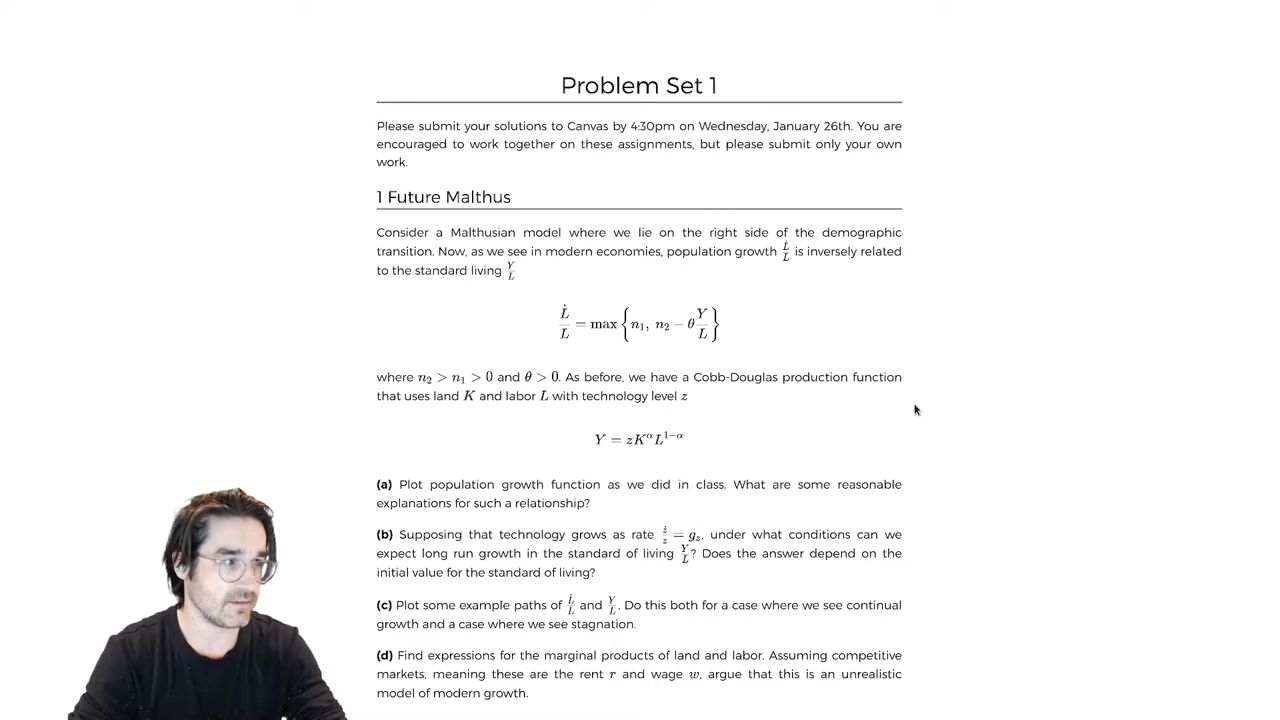 Problem Set 1
Please submit your solutions to Canvas by 4:30pm on Wednesday, January 26th. You are
encouraged to work together on these assignments, but please submit only your own
work.
1 Future Malthus
Consider a Malthusian model where we lie on the right side of the demographic
transition. Now, as we see in modern economies, population growth L̇/L is inversely related
to the standard living Y/L
L̇/L = max { n₁, n₂ − θ Y/L }
where n₂ > n₁ > 0 and θ > 0. As before, we have a Cobb-Douglas production function
that uses land K and labor L with technology level z
Y = zK^α L^{1−α}
(a) Plot population growth function as we did in class. What are some reasonable
explanations for such a relationship?
(b) Supposing that technology grows as rate ż/z = g_z, under what conditions can we
expect long run growth in the standard of living Y/L? Does the answer depend on the
initial value for the standard of living?
(c) Plot some example paths of L̇/L and Y/L. Do this both for a case where we see continual
growth and a case where we see stagnation.
(d) Find expressions for the marginal products of land and labor. Assuming competitive
markets, meaning these are the rent r and wage w, argue that this is an unrealistic
model of modern growth.